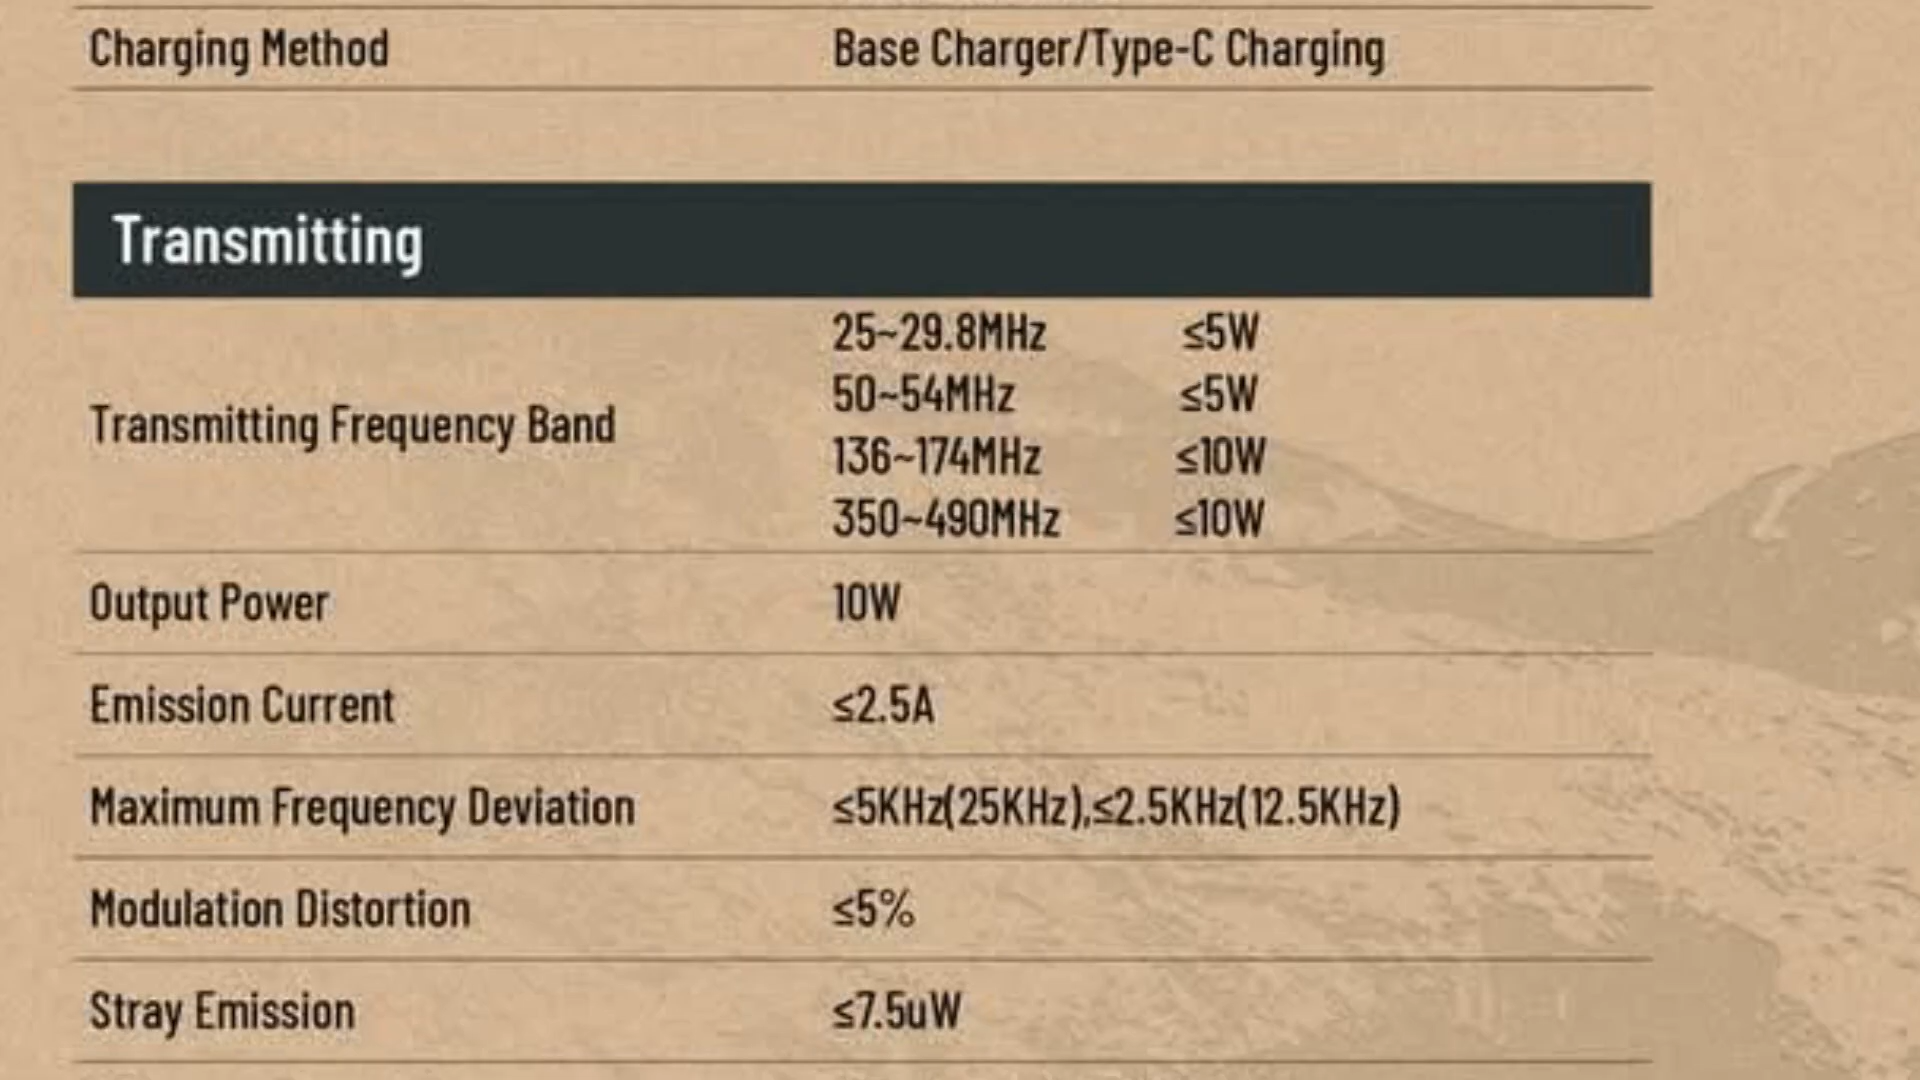 Charging Method Base Charger/Type-C Charging
Transmitting
25~29.8MHz ≤5W
50~54MHz ≤5W
Transmitting Frequency Band
136~174MHz ≤10W
350~490MHz ≤10W
Output Power 10W
Emission Current ≤2.5A
Maximum Frequency Deviation ≤5KHz(25KHz),≤2.5KHz(12.5KHz)
Modulation Distortion ≤5%
Stray Emission ≤7.5uW